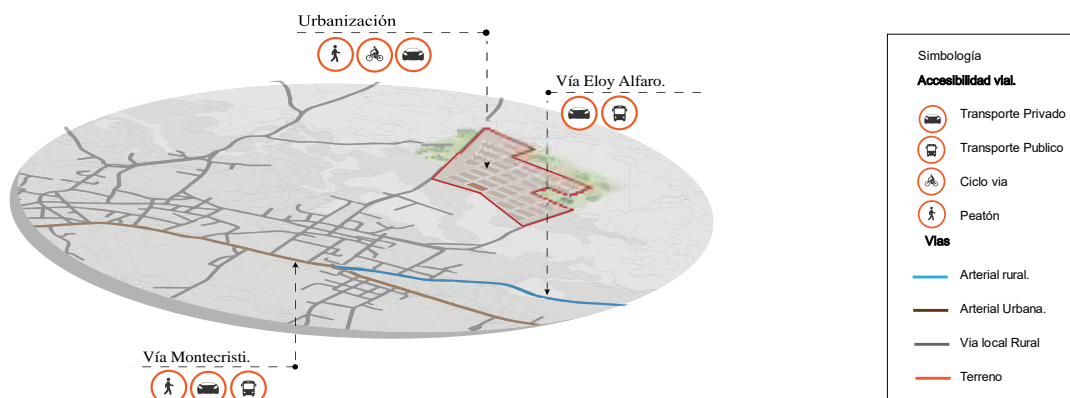 Urbanización
Vía Eloy Alfaro.
Vía Montecristi.
Simbología
Accesibilidad vial.
Transporte Privado
Transporte Publico
Ciclo via
Peatón
Vias
Arterial rural.
Arterial Urbana.
Via local Rural
Terreno